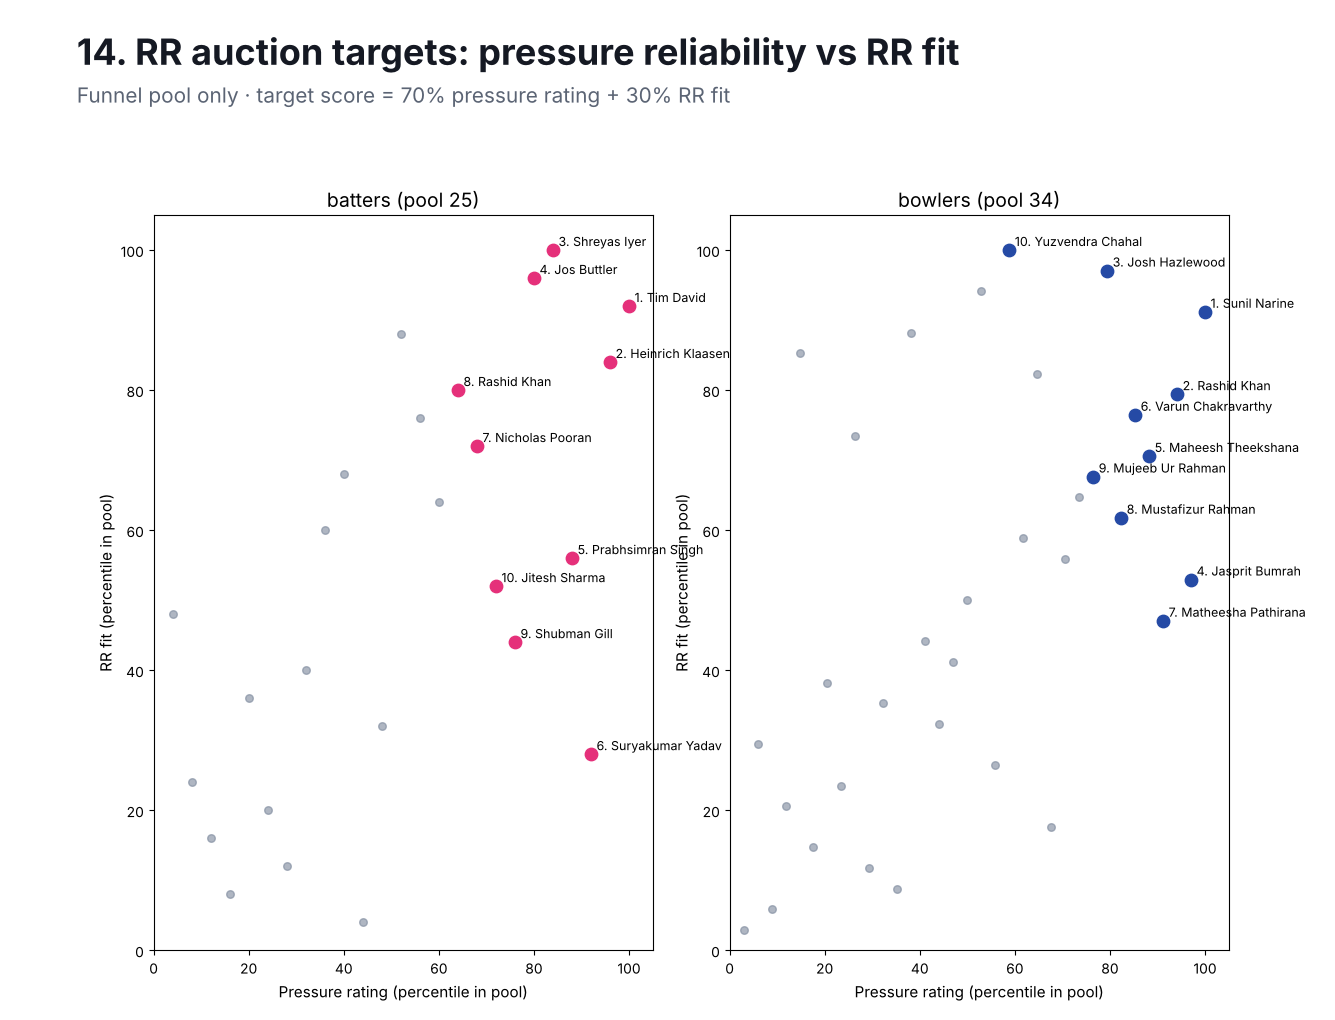 14. RR auction targets: pressure reliability vs RR fit
Funnel pool only · target score = 70% pressure rating + 30% RR fit
batters (pool 25)
3. Shreyas Iyer
4. Jos Buttler
1. Tim David
2. Heinrich Klaasen
8. Rashid Khan
7. Nicholas Pooran
5. Prabhsimran Singh
10. Jitesh Sharma
9. Shubman Gill
6. Suryakumar Yadav
RR fit (percentile in pool)
100
80
60
40
20
0
0 20 40 60 80 100
Pressure rating (percentile in pool)
bowlers (pool 34)
10. Yuzvendra Chahal
3. Josh Hazlewood
1. Sunil Narine
2. Rashid Khan
6. Varun Chakravarthy
5. Maheesh Theekshana
9. Mujeeb Ur Rahman
8. Mustafizur Rahman
4. Jasprit Bumrah
7. Matheesha Pathirana
RR fit (percentile in pool)
100
80
60
40
20
0
0 20 40 60 80 100
Pressure rating (percentile in pool)